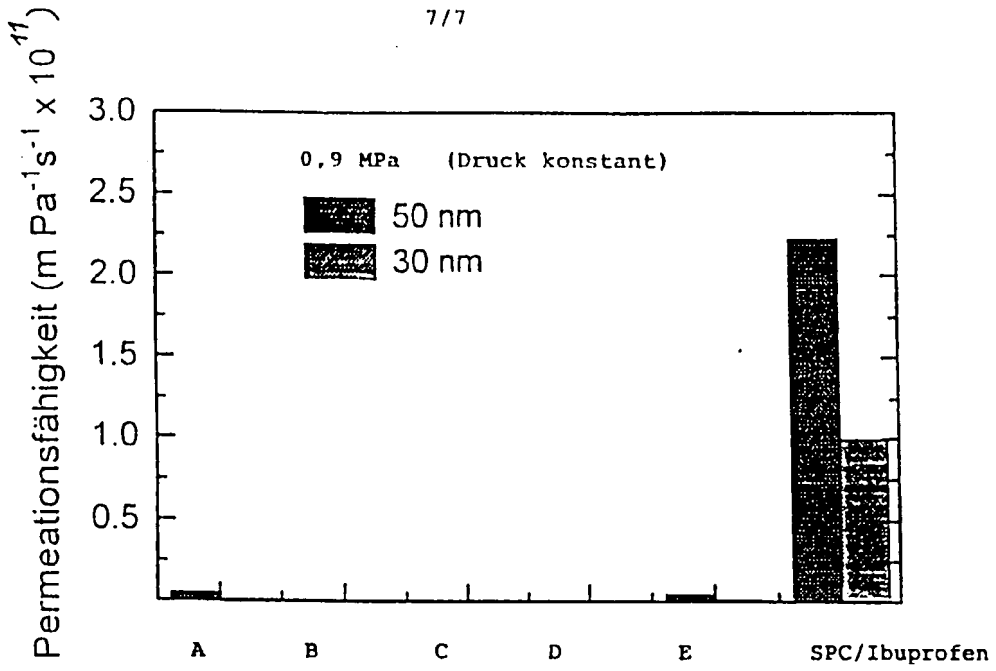 7/7
Permeationsfähigkeit (m Pa⁻¹s⁻¹ x 10¹¹)
3.0
2.5
2.0
1.5
1.0
0.5
0,9 MPa (Druck konstant)
50 nm
30 nm
A B C D E SPC/Ibuprofen